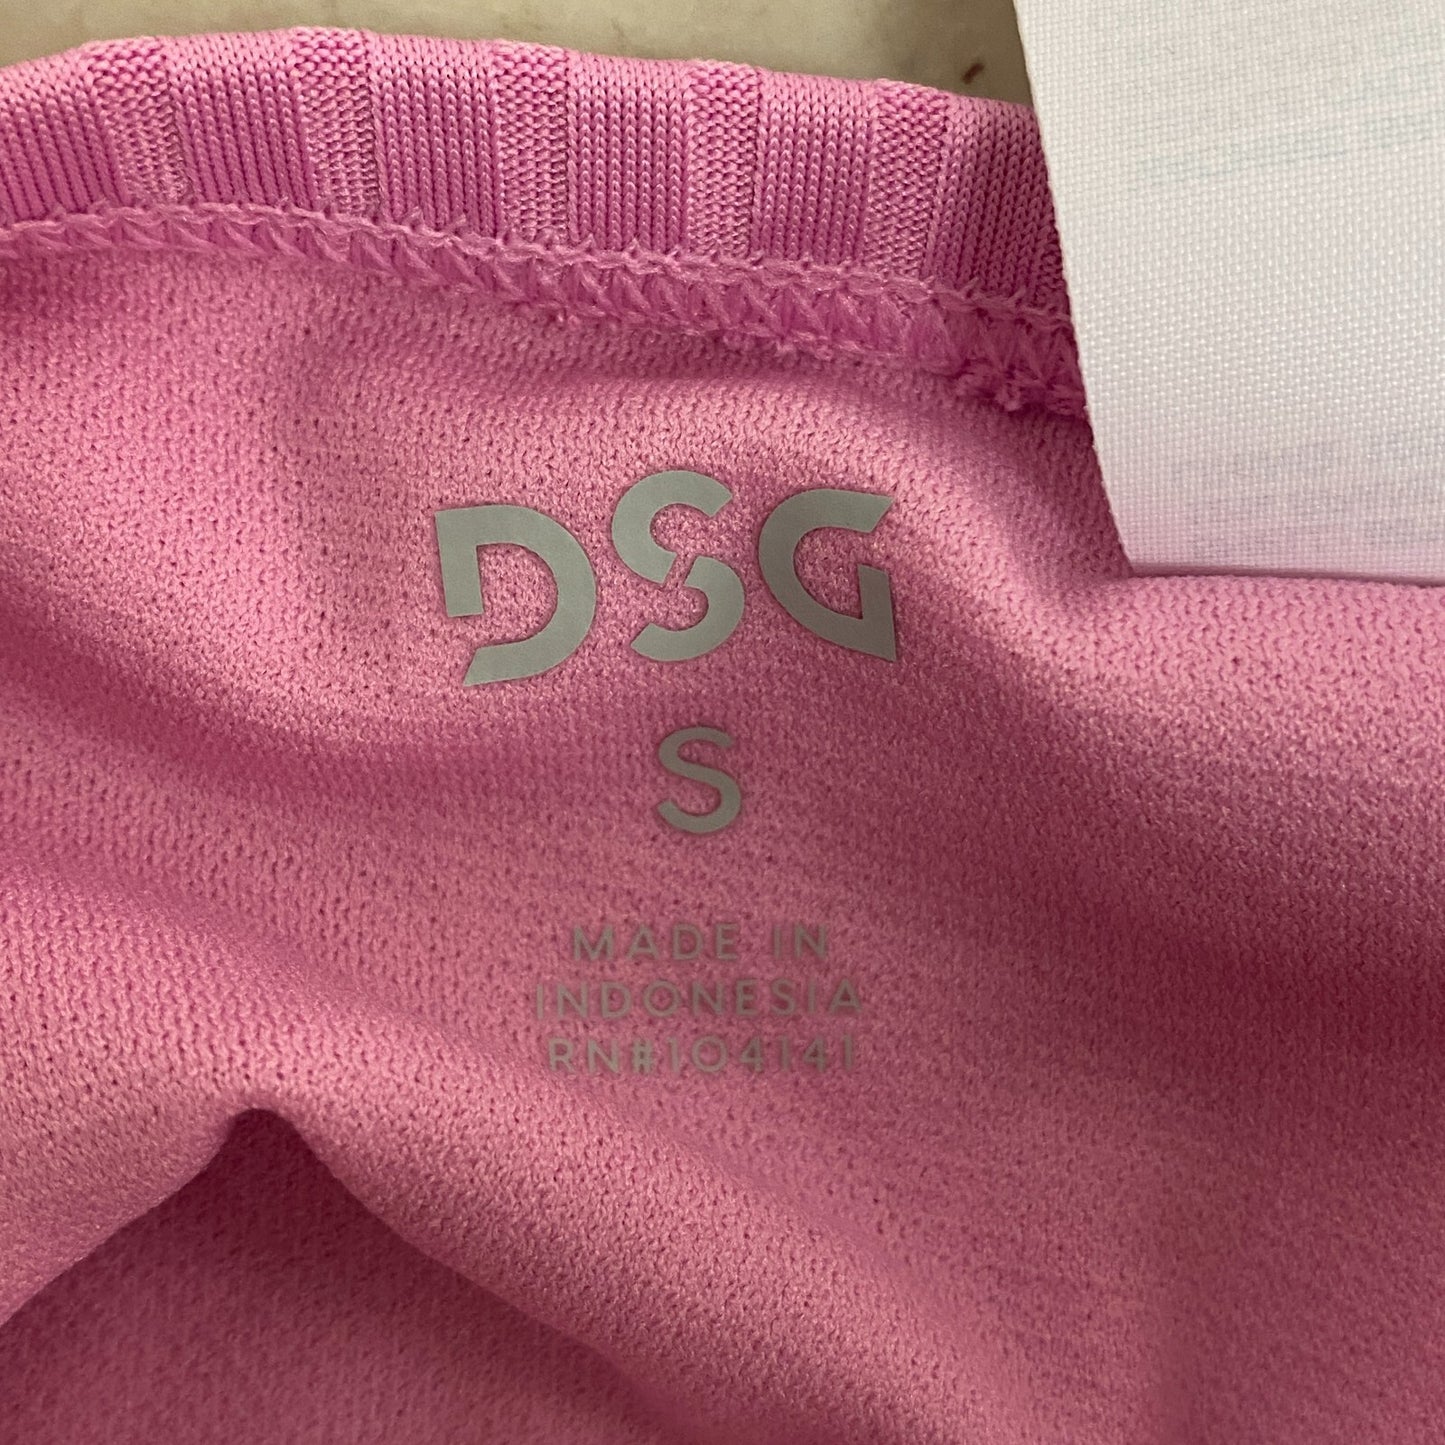 DSG
S
MADE IN
INDONESIA
RN#104141